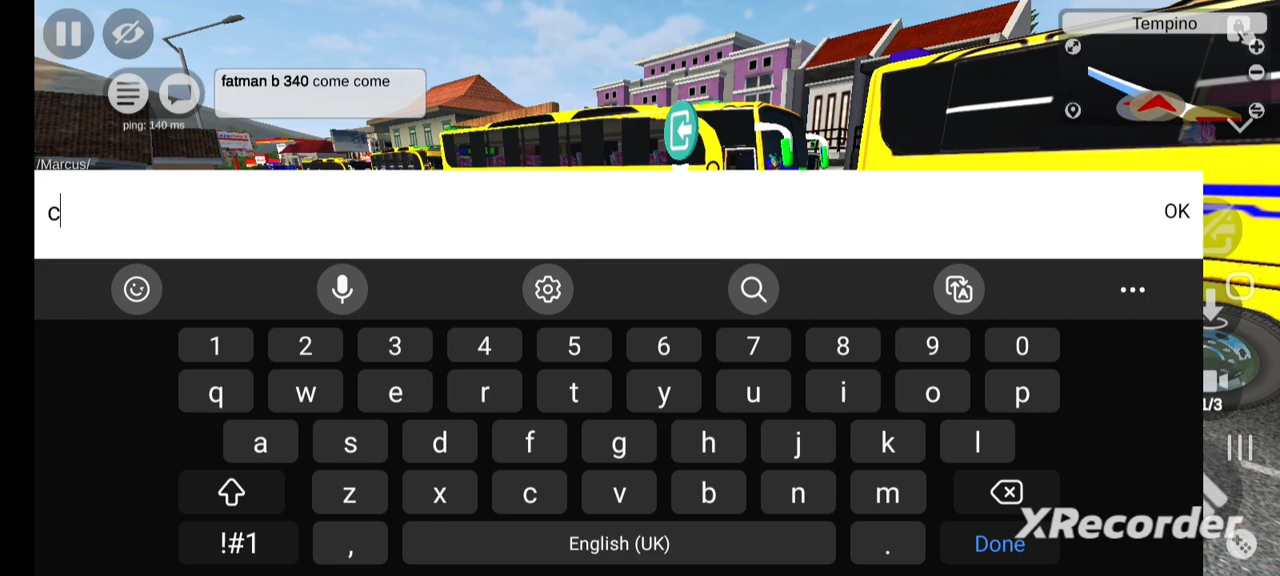 Tempino
fatman b 340 come come
ping: 140 ms
/Marcus/
c
OK
1 2 3 4 5 6 7 8 9 0
q w e r t y u i o p
a s d f g h j k l
z x c v b n m
!#1 , English (UK) . Done
1/3
XRecorder